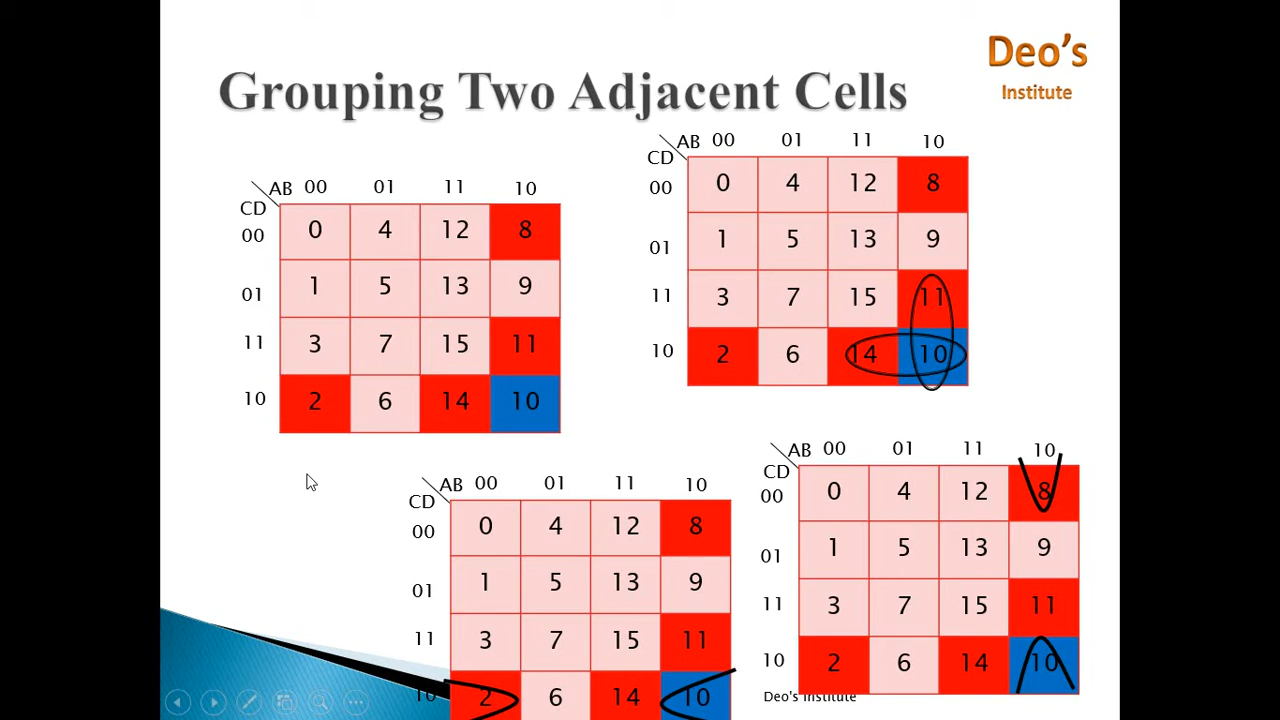 Deo's
Institute
Grouping Two Adjacent Cells
AB 00 01 11 10
CD
00 0 4 12 8
01 1 5 13 9
11 3 7 15 11
10 2 6 14 10
AB 00 01 11 10
CD
00 0 4 12 8
01 1 5 13 9
11 3 7 15 11
10 2 6 14 10
AB 00 01 11 10
CD
00 0 4 12 8
01 1 5 13 9
11 3 7 15 11
10 2 6 14 10
AB 00 01 11 10
CD
00 0 4 12 8
01 1 5 13 9
11 3 7 15 11
10 2 6 14 10
Deo's Institute